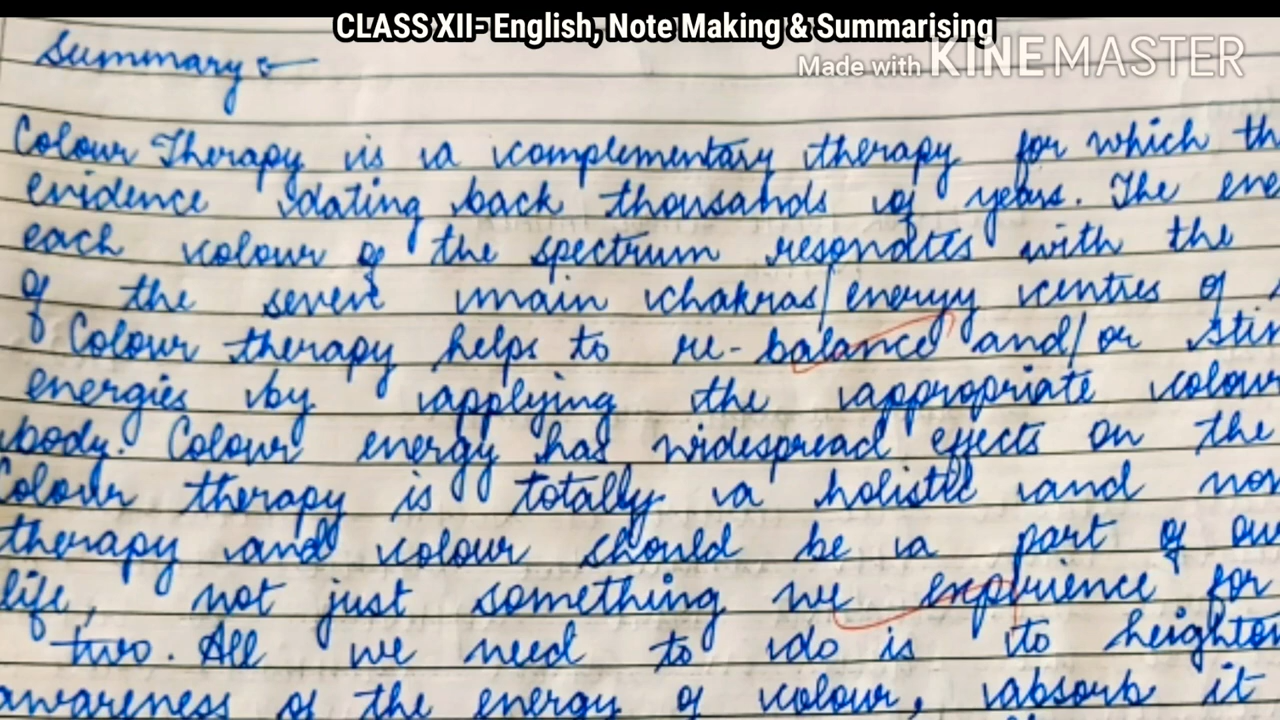 CLASS XII- English, Note Making & Summarising
Made with KINEMASTER
Summary :-
Colour Therapy is a complementary therapy for which th
evidence dating back thousands of years. The ene
each colour of the spectrum resonates with the
of the seven main chakras/energy centres of
Colour therapy helps to re-balance and/or stim
energies by applying the appropriate colour
body. Colour energy has widespread effects on the
Colour therapy is totally a holistic and non
therapy and colour should be a part of ou
life, not just something we experience for
two. All we need to do is to heighten
awareness of the energy of colour, absorb it